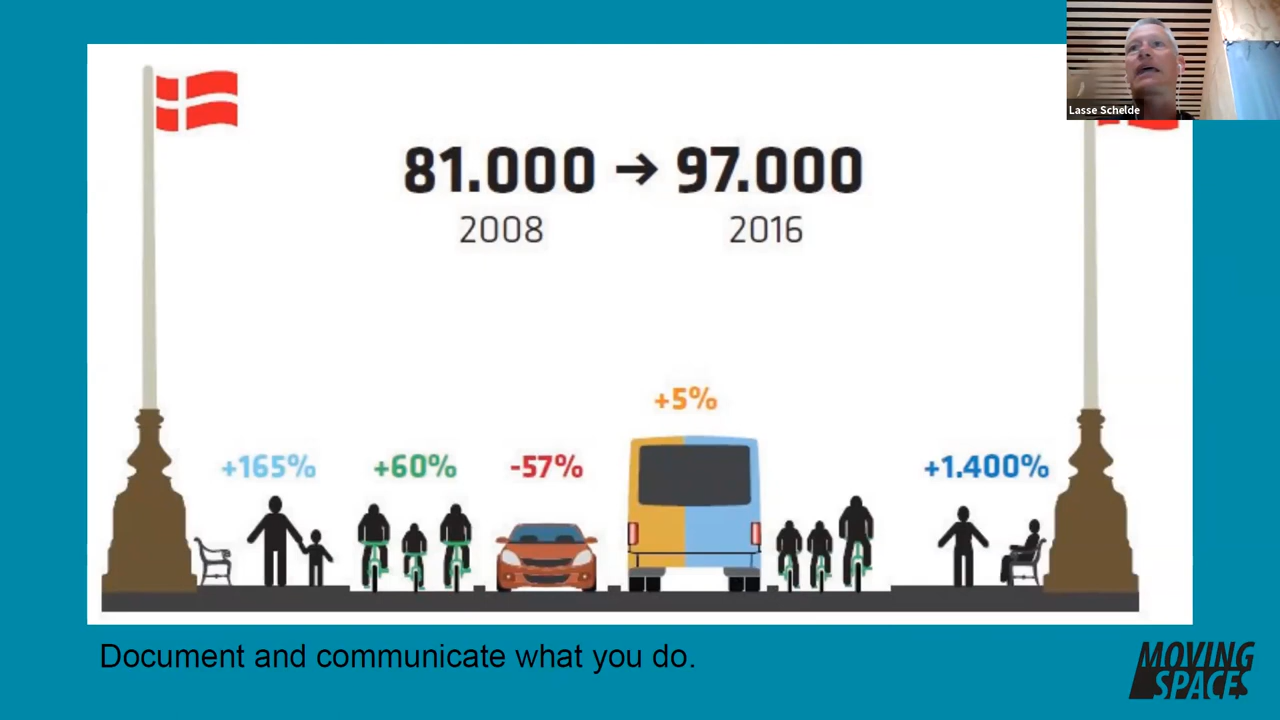 Lasse Schelde
81.000 → 97.000
2008 2016
+5%
+165% +60% -57% +1.400%
Document and communicate what you do.
MOVING
SPACES